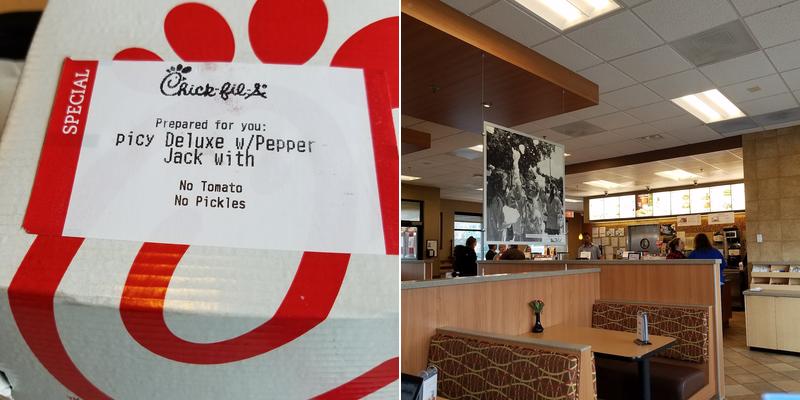 SPECIAL
Chick-fil-A
Prepared for you:
picy Deluxe w/Pepper
Jack with
No Tomato
No Pickles